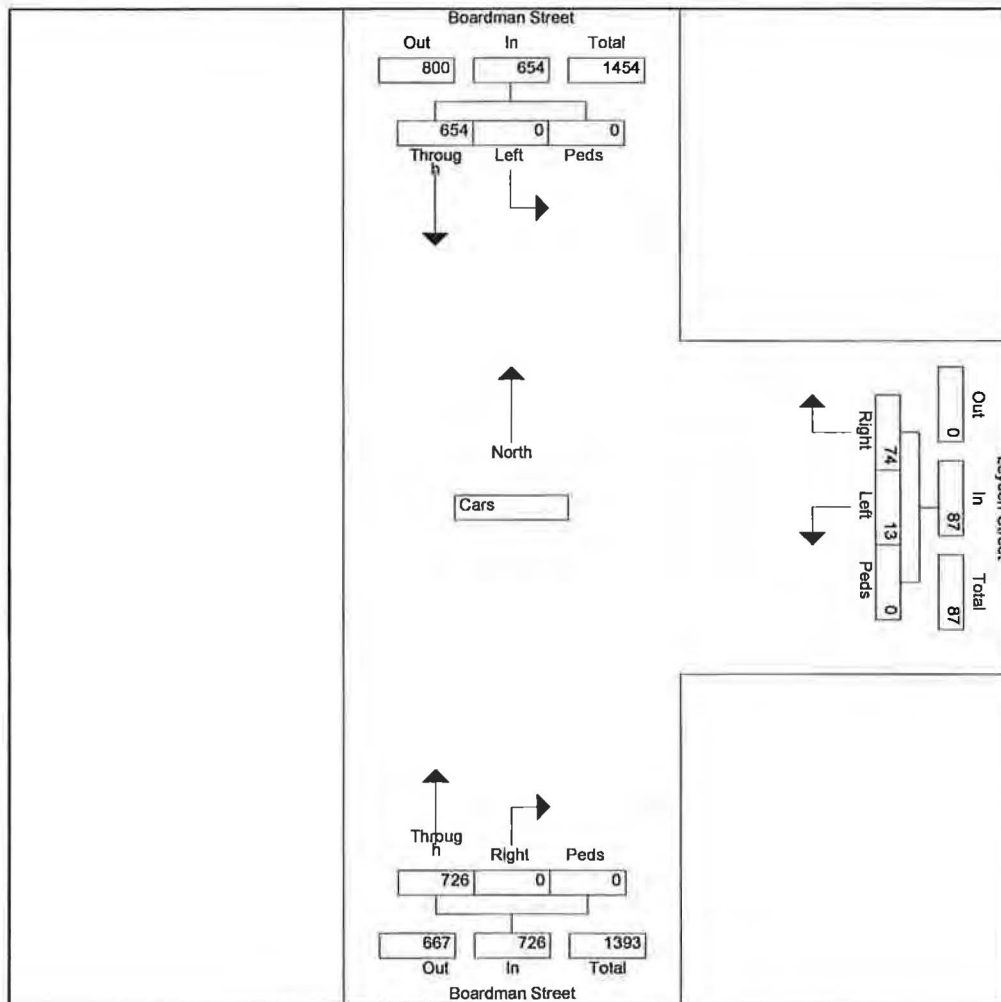 Boardman Street
Out In Total
800 654 1454
654 0 0
Through Left Peds
North
Cars
Out In Total
0 87 87
Right Left Peds
74 13 0
Through Right Peds
726 0 0
667 726 1393
Out In Total
Boardman Street